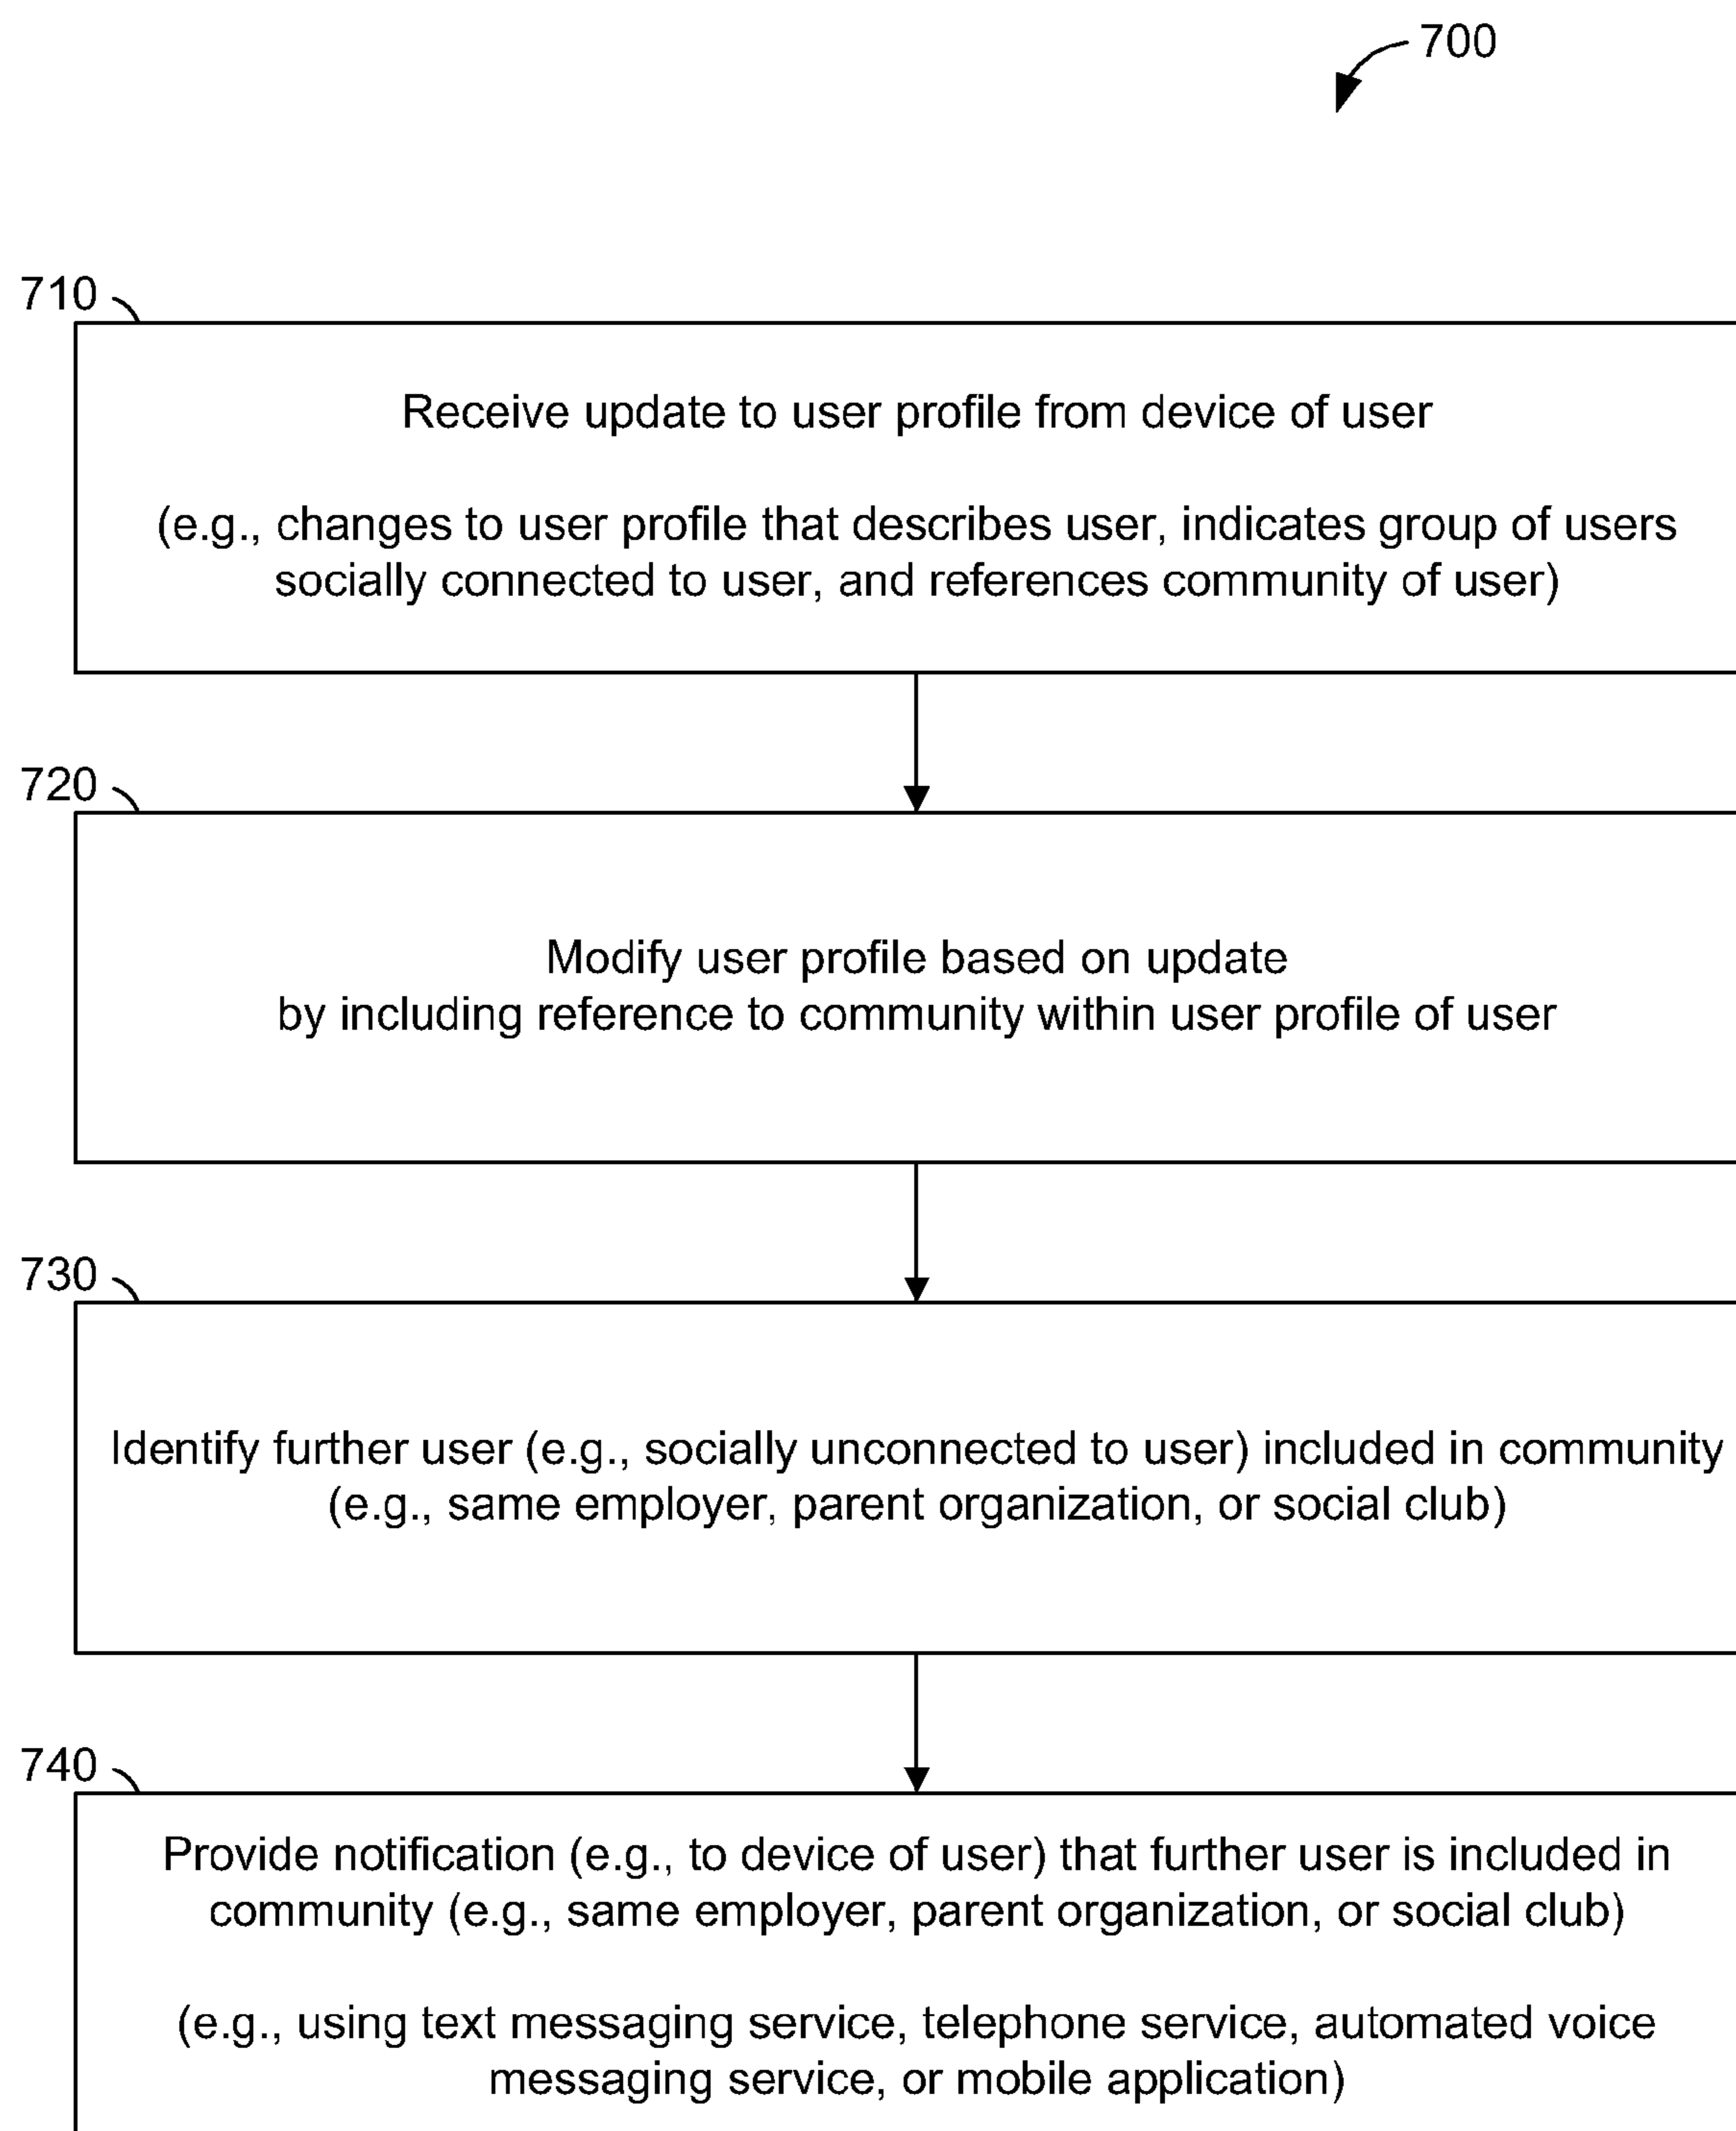 700
710
Receive update to user profile from device of user
(e.g., changes to user profile that describes user, indicates group of users
socially connected to user, and references community of user)
720
Modify user profile based on update
by including reference to community within user profile of user
730
Identify further user (e.g., socially unconnected to user) included in community
(e.g., same employer, parent organization, or social club)
740
Provide notification (e.g., to device of user) that further user is included in
community (e.g., same employer, parent organization, or social club)
(e.g., using text messaging service, telephone service, automated voice
messaging service, or mobile application)